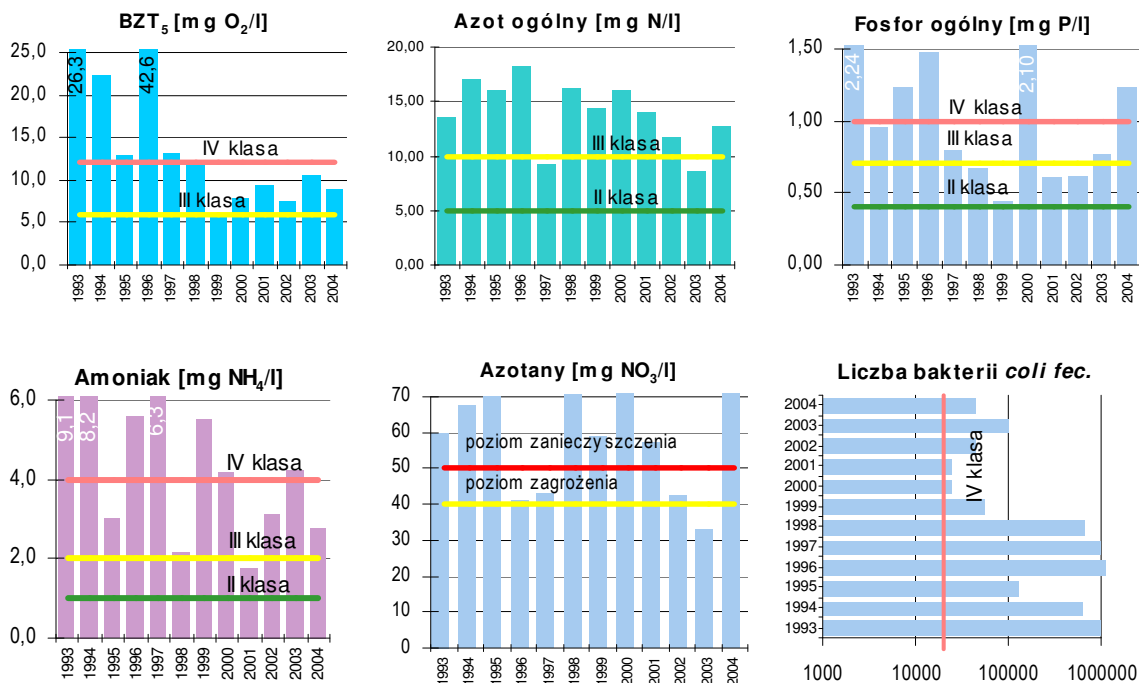 BZT₅ [mg O₂/l]
25,0
20,0
15,0
10,0
5,0
0,0
26,3
42,6
IV klasa
III klasa
1993 1994 1995 1996 1997 1998 1999 2000 2001 2002 2003 2004
Azot ogólny [mg N/l]
20,00
15,00
10,00
5,00
0,00
III klasa
II klasa
1993 1994 1995 1996 1997 1998 1999 2000 2001 2002 2003 2004
Fosfor ogólny [mg P/l]
1,50
1,00
0,50
0,00
2,24
2,10
IV klasa
III klasa
II klasa
1993 1994 1995 1996 1997 1998 1999 2000 2001 2002 2003 2004
Amoniak [mg NH₄/l]
6,0
4,0
2,0
0,0
9,1
8,2
6,3
IV klasa
III klasa
II klasa
1993 1994 1995 1996 1997 1998 1999 2000 2001 2002 2003 2004
Azotany [mg NO₃/l]
70
60
50
40
30
20
10
0
poziom zanieczyszczenia
poziom zagrożenia
1993 1994 1995 1996 1997 1998 1999 2000 2001 2002 2003 2004
Liczba bakterii coli fec.
2004
2003
2002
2001
2000
1999
1998
1997
1996
1995
1994
1993
IV klasa
1000 10000 100000 1000000